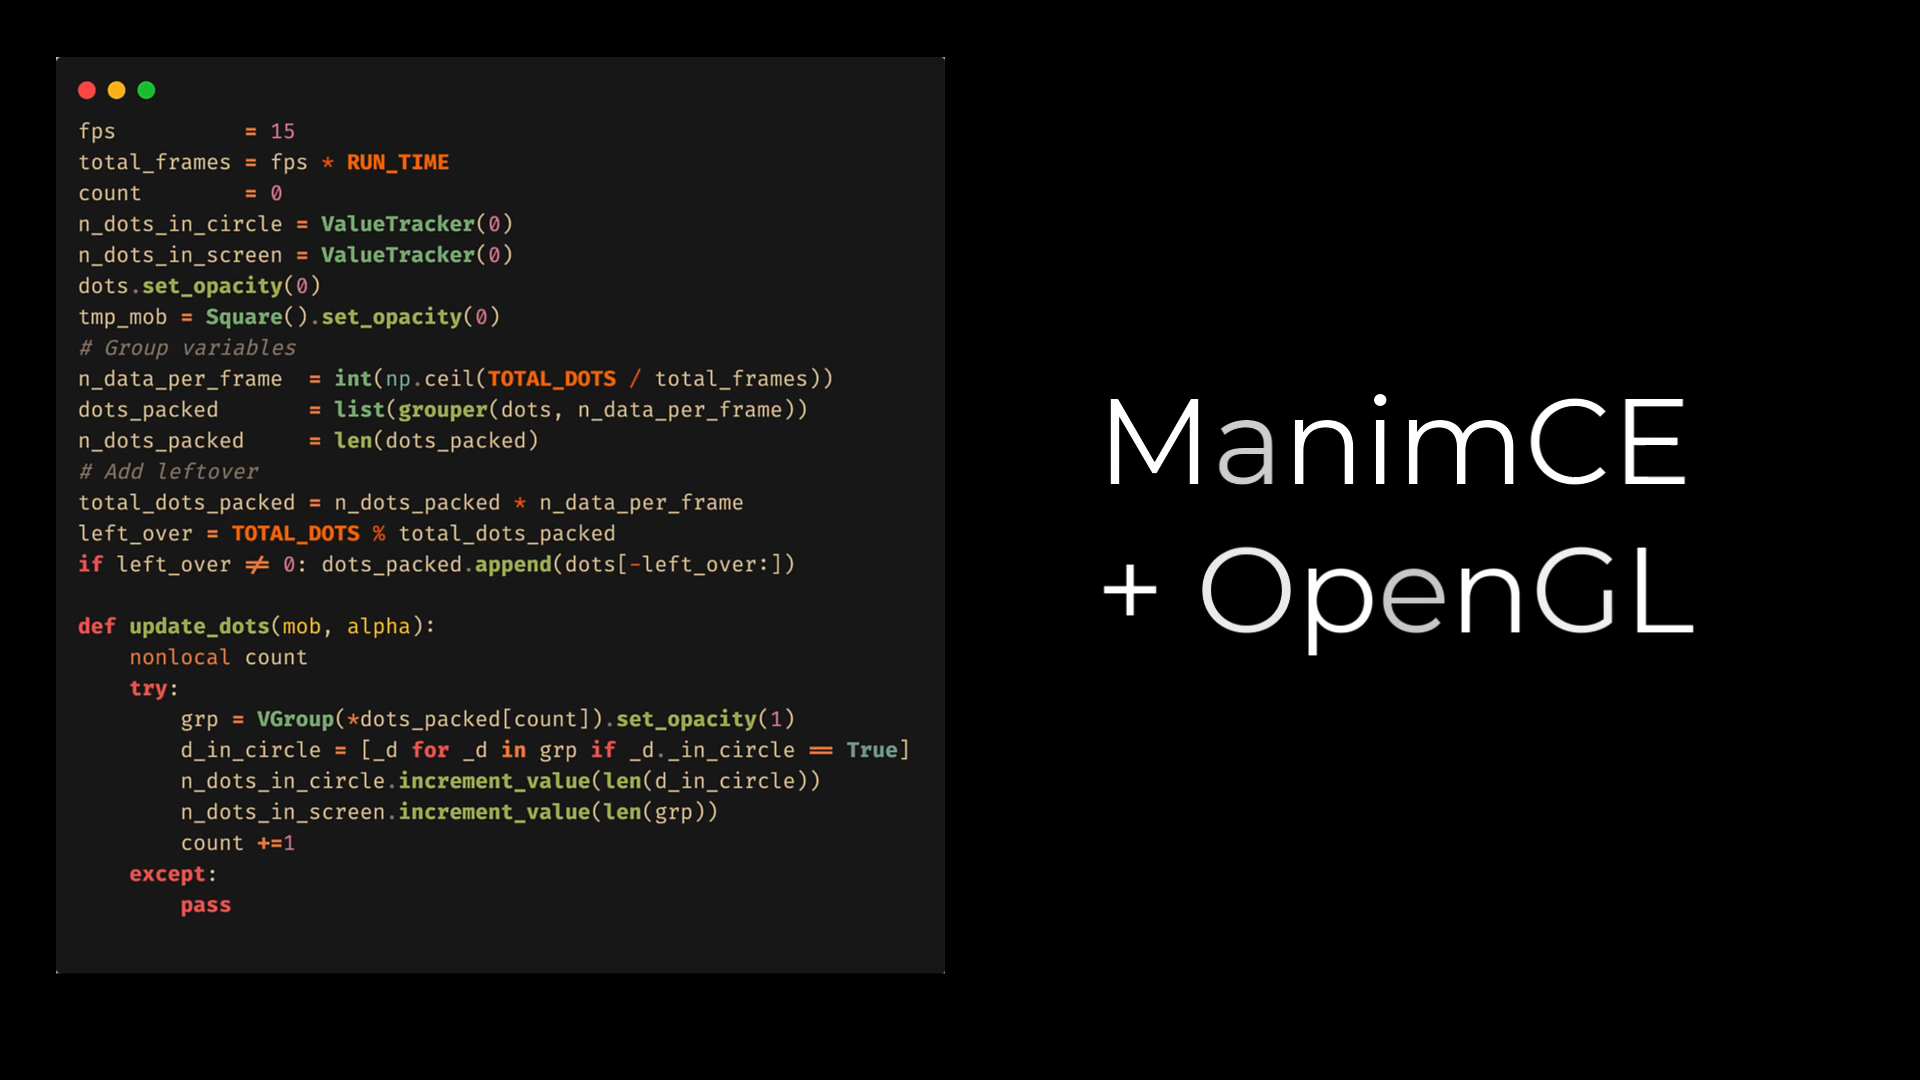 fps          = 15
total_frames = fps * RUN_TIME
count        = 0
n_dots_in_circle = ValueTracker(0)
n_dots_in_screen = ValueTracker(0)
dots.set_opacity(0)
tmp_mob = Square().set_opacity(0)
# Group variables
n_data_per_frame  = int(np.ceil(TOTAL_DOTS / total_frames))
dots_packed       = list(grouper(dots, n_data_per_frame))
n_dots_packed     = len(dots_packed)
# Add leftover
total_dots_packed = n_dots_packed * n_data_per_frame
left_over = TOTAL_DOTS % total_dots_packed
if left_over != 0: dots_packed.append(dots[-left_over:])
def update_dots(mob, alpha):
    nonlocal count
    try:
        grp = VGroup(*dots_packed[count]).set_opacity(1)
        d_in_circle = [_d for _d in grp if _d._in_circle == True]
        n_dots_in_circle.increment_value(len(d_in_circle))
        n_dots_in_screen.increment_value(len(grp))
        count +=1
    except:
        pass
ManimCE
+ OpenGL